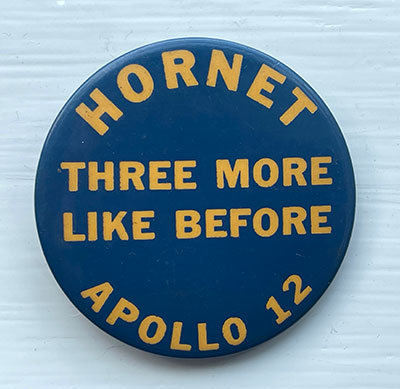 HORNET
THREE MORE
LIKE BEFORE
APOLLO 12